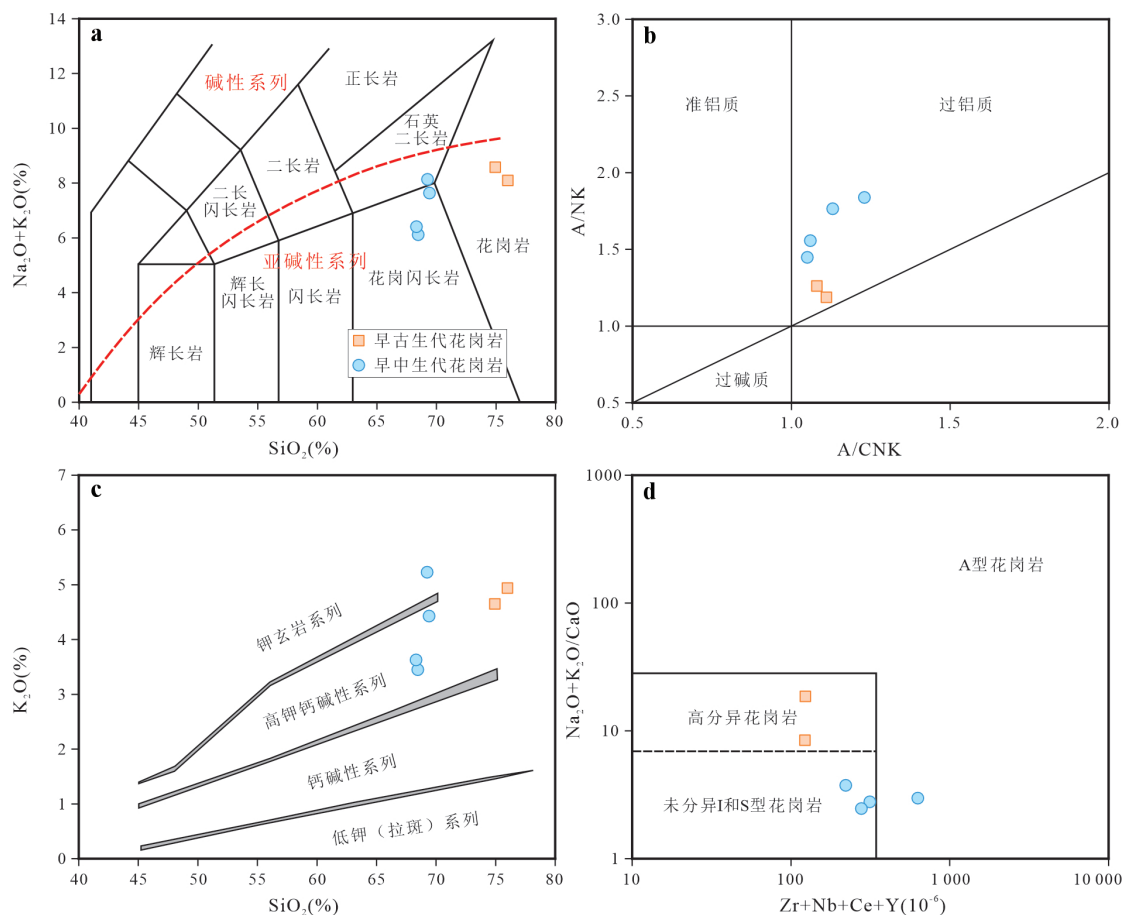 a
14
12
10
8
6
4
2
0
40
45
50
55
60
65
70
75
80
Na₂O+K₂O(%)
SiO₂(%)
碱性系列
正长岩
石英
二长岩
二长岩
二长
闪长岩
亚碱性系列
辉长
闪长岩
闪长岩
花岗闪长岩
花岗岩
辉长岩
早古生代花岗岩
早中生代花岗岩
b
3.0
2.5
2.0
1.5
1.0
0.5
0.5
1.0
1.5
2.0
A/NK
A/CNK
准铝质
过铝质
过碱质
c
7
6
5
4
3
2
1
0
40
45
50
55
60
65
70
75
80
K₂O(%)
SiO₂(%)
钾玄岩系列
高钾钙碱性系列
钙碱性系列
低钾（拉斑）系列
d
1000
100
10
1
10
100
1 000
10 000
Na₂O+K₂O/CaO
Zr+Nb+Ce+Y(10⁻⁶)
A型花岗岩
高分异花岗岩
未分异I和S型花岗岩